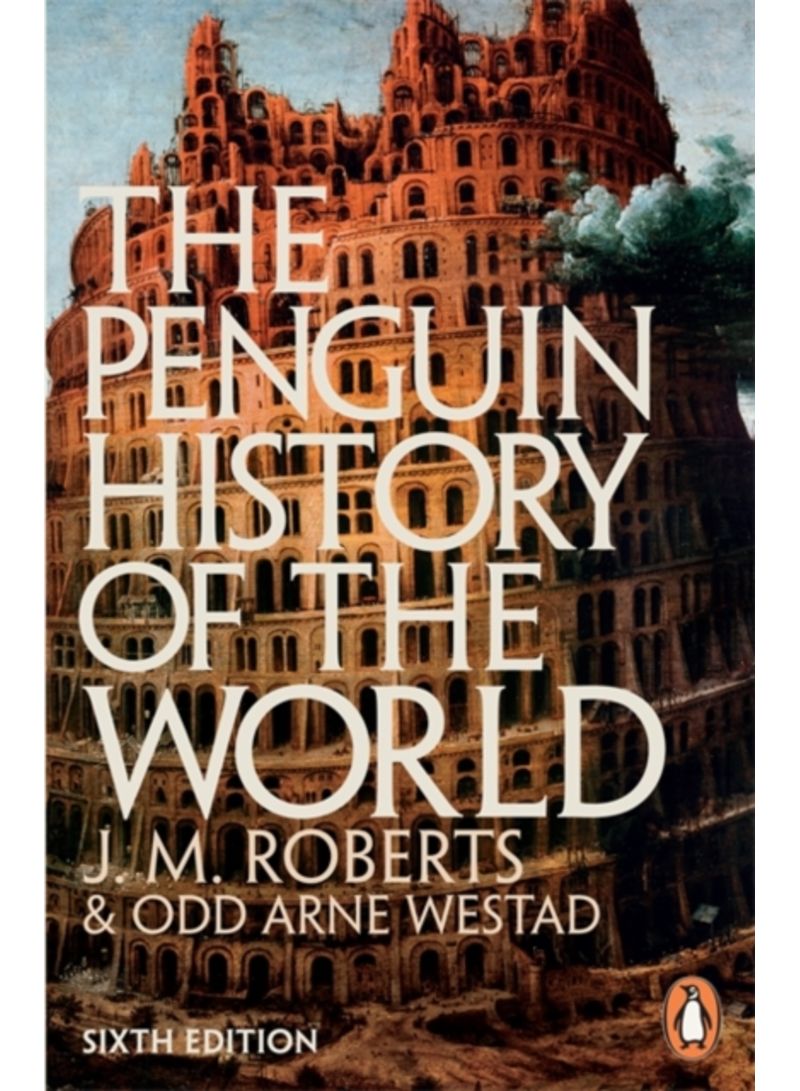 THE
PENGUIN
HISTORY
OF THE
WORLD
J. M. ROBERTS
& ODD ARNE WESTAD
SIXTH EDITION